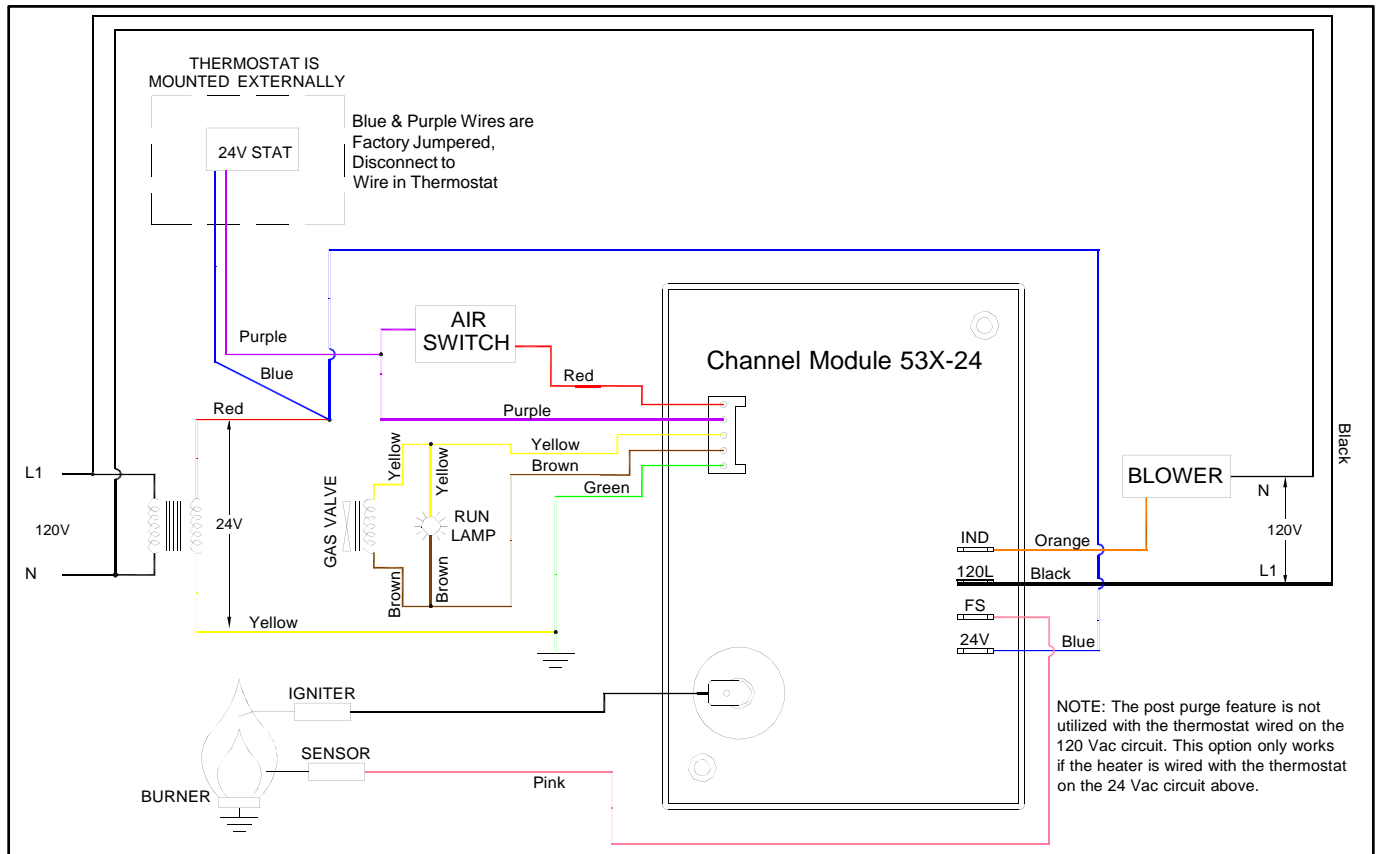 THERMOSTAT IS
MOUNTED EXTERNALLY
24V STAT
Blue & Purple Wires are
Factory Jumpered,
Disconnect to
Wire in Thermostat
Purple
Blue
Red
AIR
SWITCH
Red
Purple
Yellow
Yellow
Yellow
Brown
Green
GAS VALVE
RUN
LAMP
Brown
Brown
L1
120V
N
24V
Yellow
Channel Module 53X-24
BLOWER
N
120V
L1
Black
IND
Orange
120L
Black
FS
24V
Blue
IGNITER
SENSOR
BURNER
Pink
NOTE: The post purge feature is not
utilized with the thermostat wired on the
120 Vac circuit. This option only works
if the heater is wired with the thermostat
on the 24 Vac circuit above.